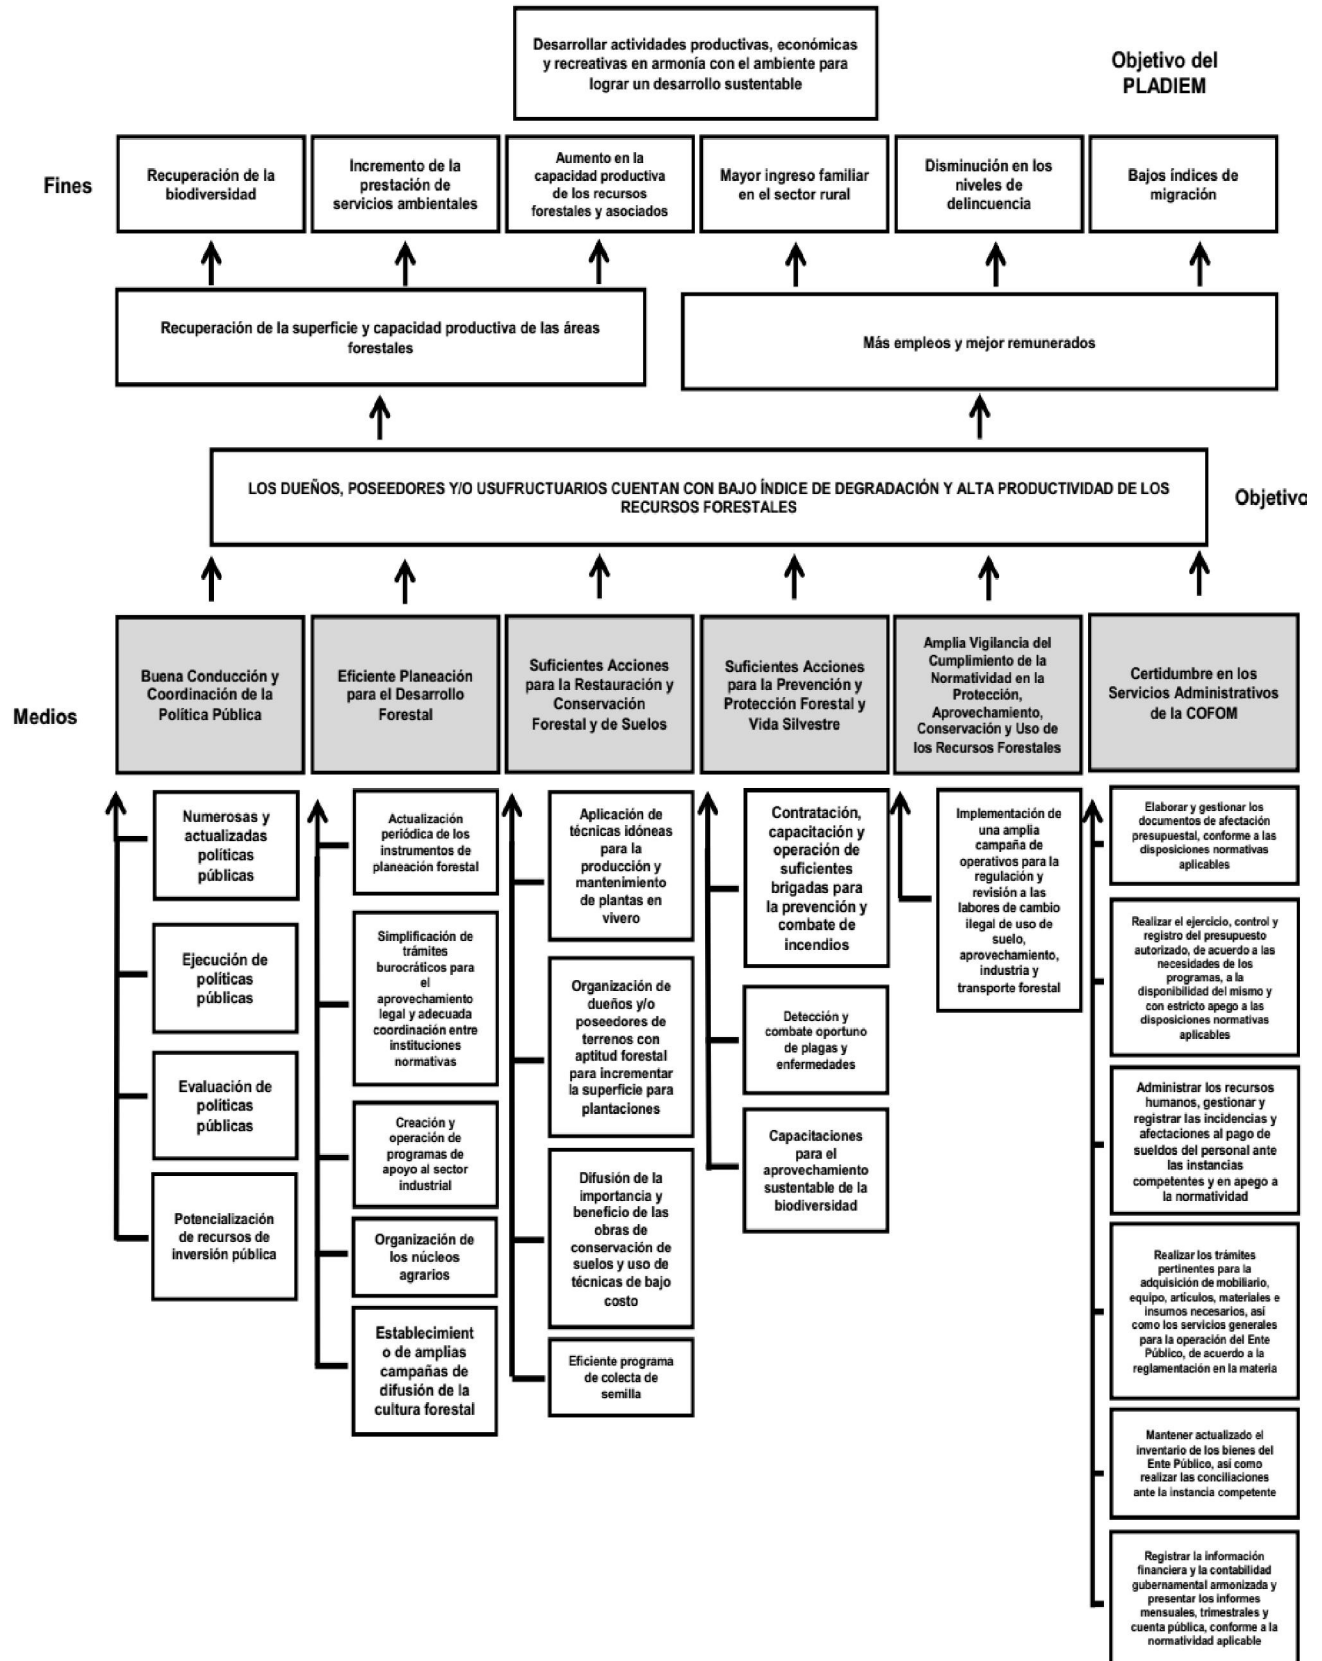 Desarrollar actividades productivas, económicas
y recreativas en armonía con el ambiente para
lograr un desarrollo sustentable
Objetivo del
PLADIEM
Fines
Recuperación de la
biodiversidad
Incremento de la
prestación de
servicios ambientales
Aumento en la
capacidad productiva
de los recursos
forestales y asociados
Mayor ingreso familiar
en el sector rural
Disminución en los
niveles de
delincuencia
Bajos índices de
migración
Recuperación de la superficie y capacidad productiva de las áreas
forestales
Más empleos y mejor remunerados
LOS DUEÑOS, POSEEDORES Y/O USUFRUCTUARIOS CUENTAN CON BAJO ÍNDICE DE DEGRADACIÓN Y ALTA PRODUCTIVIDAD DE LOS
RECURSOS FORESTALES
Objetivo
Medios
Buena Conducción y
Coordinación de la
Política Pública
Eficiente Planeación
para el Desarrollo
Forestal
Suficientes Acciones
para la Restauración y
Conservación
Forestal y de Suelos
Suficientes Acciones
para la Prevención y
Protección Forestal y
Vida Silvestre
Amplia Vigilancia del
Cumplimiento de la
Normatividad en la
Protección,
Aprovechamiento,
Conservación y Uso de
los Recursos Forestales
Certidumbre en los
Servicios Administrativos
de la COFOM
Numerosas y
actualizadas
políticas
públicas
Ejecución de
políticas
públicas
Evaluación de
políticas
públicas
Potencialización
de recursos de
inversión pública
Actualización
periódica de los
instrumentos de
planeación forestal
Simplificación de
trámites
burocráticos para
el
aprovechamiento
legal y adecuada
coordinación entre
instituciones
normativas
Creación y
operación de
programas de
apoyo al sector
industrial
Organización de
los núcleos
agrarios
Establecimient
o de amplias
campañas de
difusión de la
cultura forestal
Aplicación de
técnicas idóneas
para la
producción y
mantenimiento
de plantas en
vivero
Organización de
dueños y/o
poseedores de
terrenos con
aptitud forestal
para incrementar
la superficie para
plantaciones
Difusión de la
importancia y
beneficio de las
obras de
conservación de
suelos y uso de
técnicas de bajo
costo
Eficiente programa
de colecta de
semilla
Contratación,
capacitación y
operación de
suficientes
brigadas para
la prevención y
combate de
incendios
Detección y
combate oportuno
de plagas y
enfermedades
Capacitaciones
para el
aprovechamiento
sustentable de la
biodiversidad
Implementación de
una amplia
campaña de
operativos para la
regulación y
revisión a las
labores de cambio
ilegal de uso de
suelo,
aprovechamiento,
industria y
transporte forestal
Elaborar y gestionar los
documentos de afectación
presupuestal, conforme a las
disposiciones normativas
aplicables
Realizar el ejercicio, control y
registro del presupuesto
autorizado, de acuerdo a las
necesidades de los
programas, a la
disponibilidad del mismo y
con estricto apego a las
disposiciones normativas
aplicables
Administrar los recursos
humanos, gestionar y
registrar las incidencias y
afectaciones al pago de
sueldos del personal ante
las instancias
competentes y en apego a
la normatividad
Realizar los trámites
pertinentes para la
adquisición de mobiliario,
equipo, artículos, materiales e
insumos necesarios, así
como los servicios generales
para la operación del Ente
Público, de acuerdo a la
reglamentación en la materia
Mantener actualizado el
inventario de los bienes del
Ente Público, así como
realizar las conciliaciones
ante la instancia competente
Registrar la información
financiera y la contabilidad
gubernamental armonizada y
presentar los informes
mensuales, trimestrales y
cuenta pública, conforme a la
normatividad aplicable